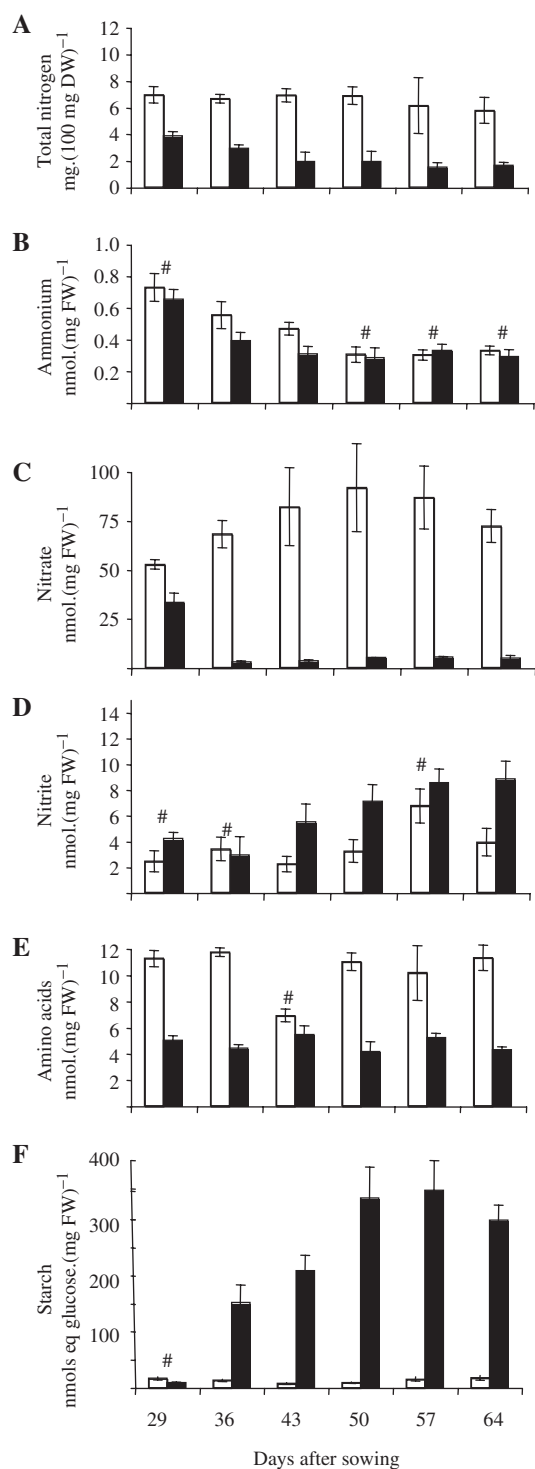 A
Total nitrogen
mg.(100 mg DW)⁻¹
12
10
8
6
4
2
0
B
Ammonium
nmol.(mg FW)⁻¹
1.0
0.8
0.6
0.4
0.2
#
#
#
#
C
Nitrate
nmol.(mg FW)⁻¹
100
75
50
25
D
Nitrite
nmol.(mg FW)⁻¹
14
12
10
8
6
4
2
#
#
#
E
Amino acids
nmol.(mg FW)⁻¹
12
10
8
6
4
2
#
F
Starch
nmols eq glucose.(mg FW)⁻¹
400
300
200
100
#
29 36 43 50 57 64
Days after sowing